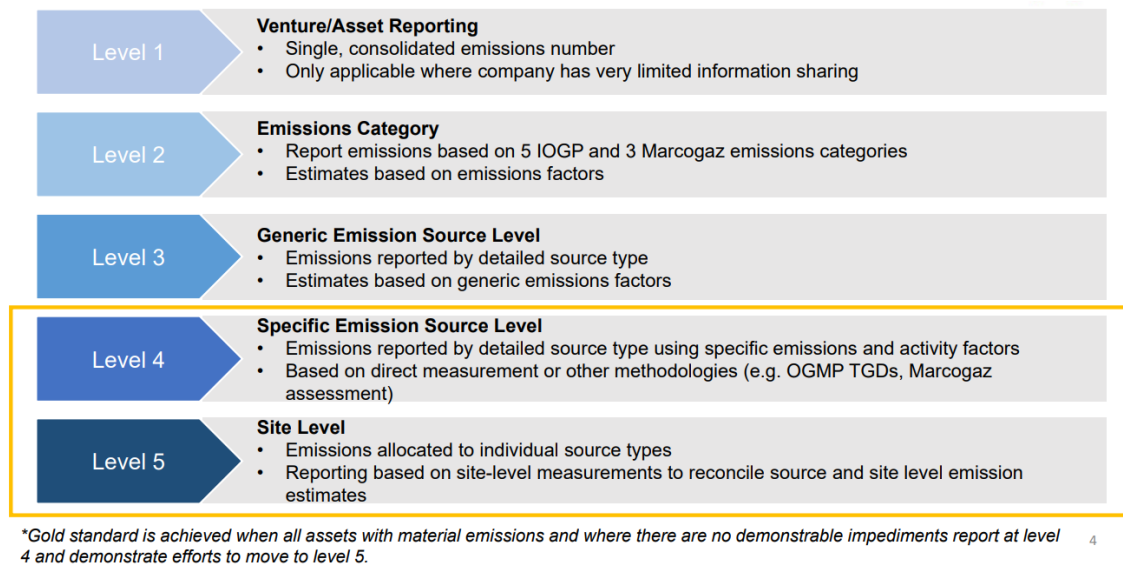 Level 1
Venture/Asset Reporting
• Single, consolidated emissions number
• Only applicable where company has very limited information sharing
Level 2
Emissions Category
• Report emissions based on 5 IOGP and 3 Marcogaz emissions categories
• Estimates based on emissions factors
Level 3
Generic Emission Source Level
• Emissions reported by detailed source type
• Estimates based on generic emissions factors
Level 4
Specific Emission Source Level
• Emissions reported by detailed source type using specific emissions and activity factors
• Based on direct measurement or other methodologies (e.g. OGMP TGDs, Marcogaz
assessment)
Level 5
Site Level
• Emissions allocated to individual source types
• Reporting based on site-level measurements to reconcile source and site level emission
estimates
*Gold standard is achieved when all assets with material emissions and where there are no demonstrable impediments report at level
4 and demonstrate efforts to move to level 5.
4